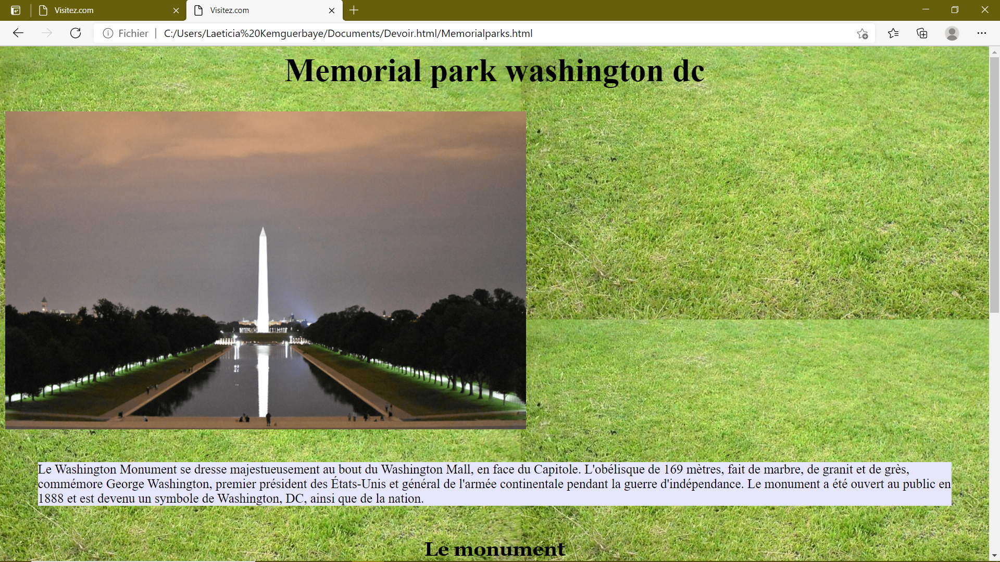 Visitez.com
Visitez.com
Fichier
C:/Users/Laeticia%20Kemguerbaye/Documents/Devoir.html/Memorialparks.html
Memorial park washington dc
Le Washington Monument se dresse majestueusement au bout du Washington Mall, en face du Capitole. L'obélisque de 169 mètres, fait de marbre, de granit et de grès,
commémore George Washington, premier président des États-Unis et général de l'armée continentale pendant la guerre d'indépendance. Le monument a été ouvert au public en
1888 et est devenu un symbole de Washington, DC, ainsi que de la nation.
Le monument